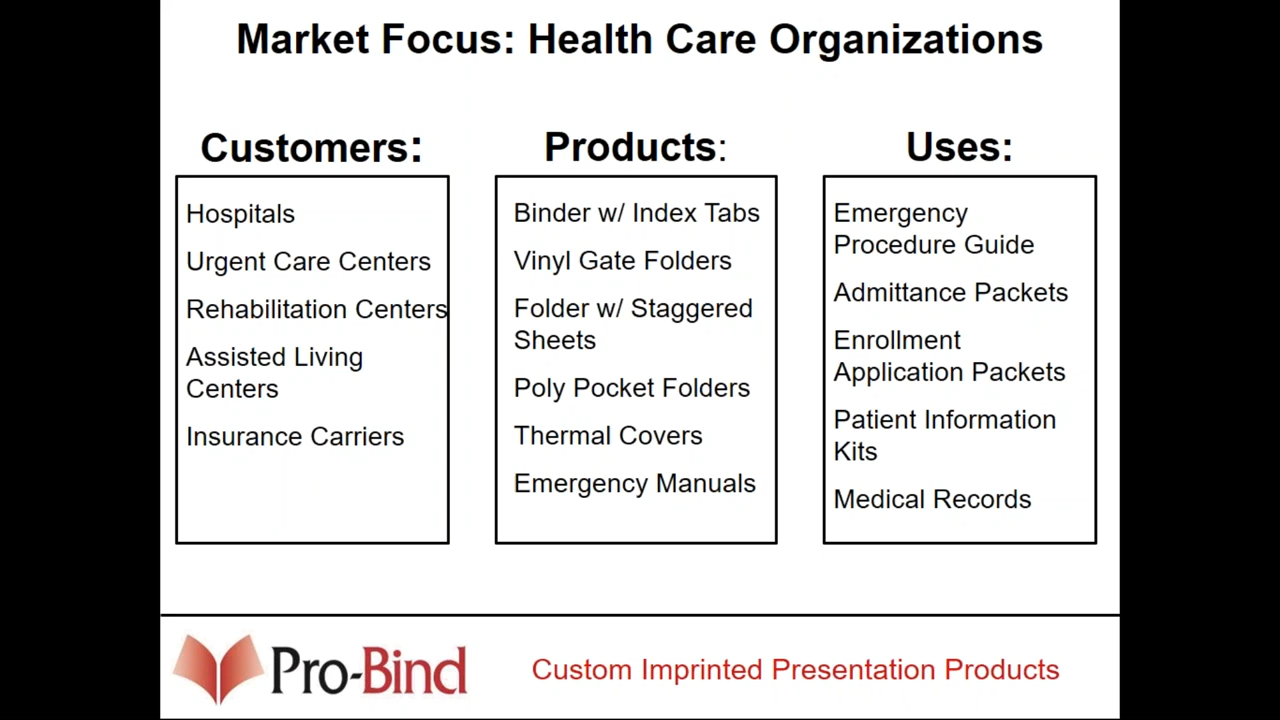 Market Focus: Health Care Organizations
Customers:
Hospitals
Urgent Care Centers
Rehabilitation Centers
Assisted Living
Centers
Insurance Carriers
Products:
Binder w/ Index Tabs
Vinyl Gate Folders
Folder w/ Staggered
Sheets
Poly Pocket Folders
Thermal Covers
Emergency Manuals
Uses:
Emergency
Procedure Guide
Admittance Packets
Enrollment
Application Packets
Patient Information
Kits
Medical Records
Pro-Bind
Custom Imprinted Presentation Products